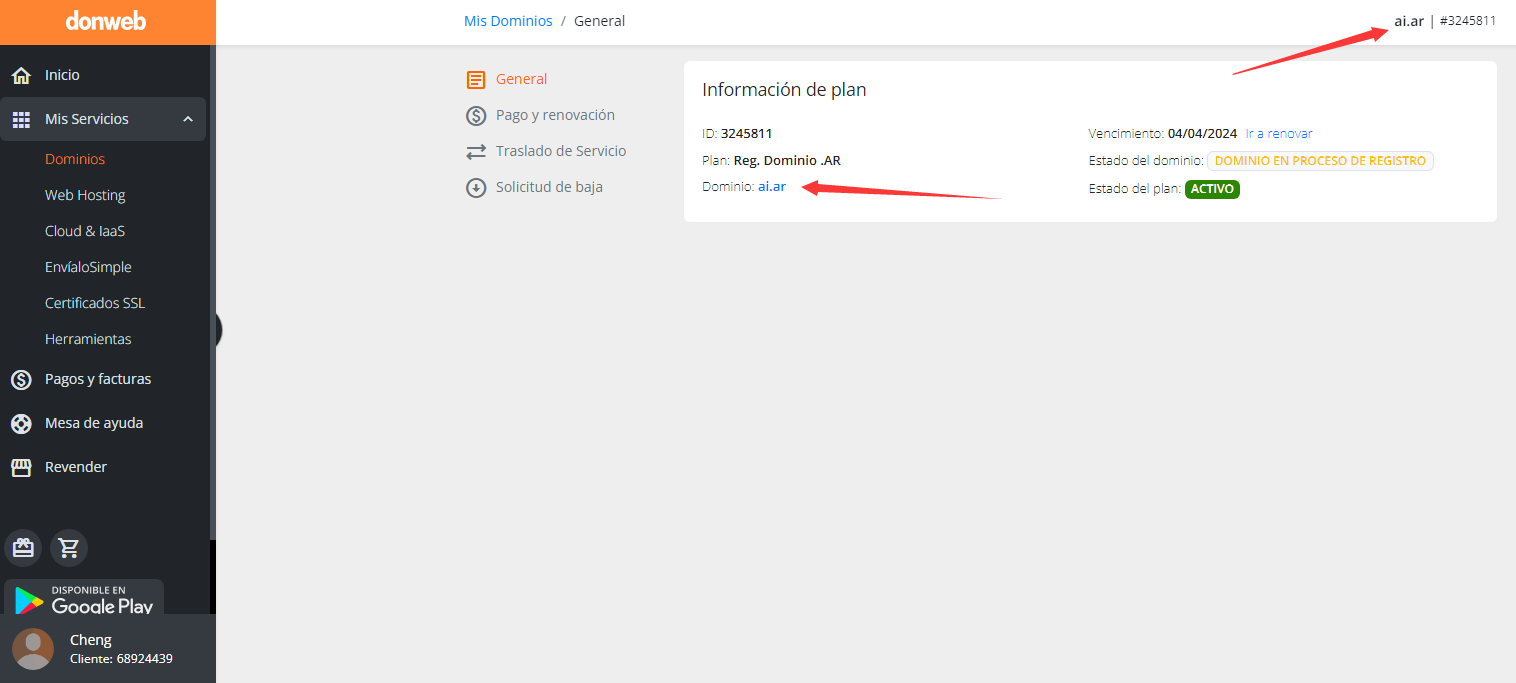 donweb
Mis Dominios / General
ai.ar | #3245811
Inicio
Mis Servicios
Dominios
Web Hosting
Cloud & IaaS
EnvíaloSimple
Certificados SSL
Herramientas
Pagos y facturas
Mesa de ayuda
Revender
DISPONIBLE EN
Google Play
Cheng
Cliente: 68924439
General
Pago y renovación
Traslado de Servicio
Solicitud de baja
Información de plan
ID: 3245811
Plan: Reg. Dominio .AR
Dominio: ai.ar
Vencimiento: 04/04/2024 Ir a renovar
Estado del dominio: DOMINIO EN PROCESO DE REGISTRO
Estado del plan: ACTIVO